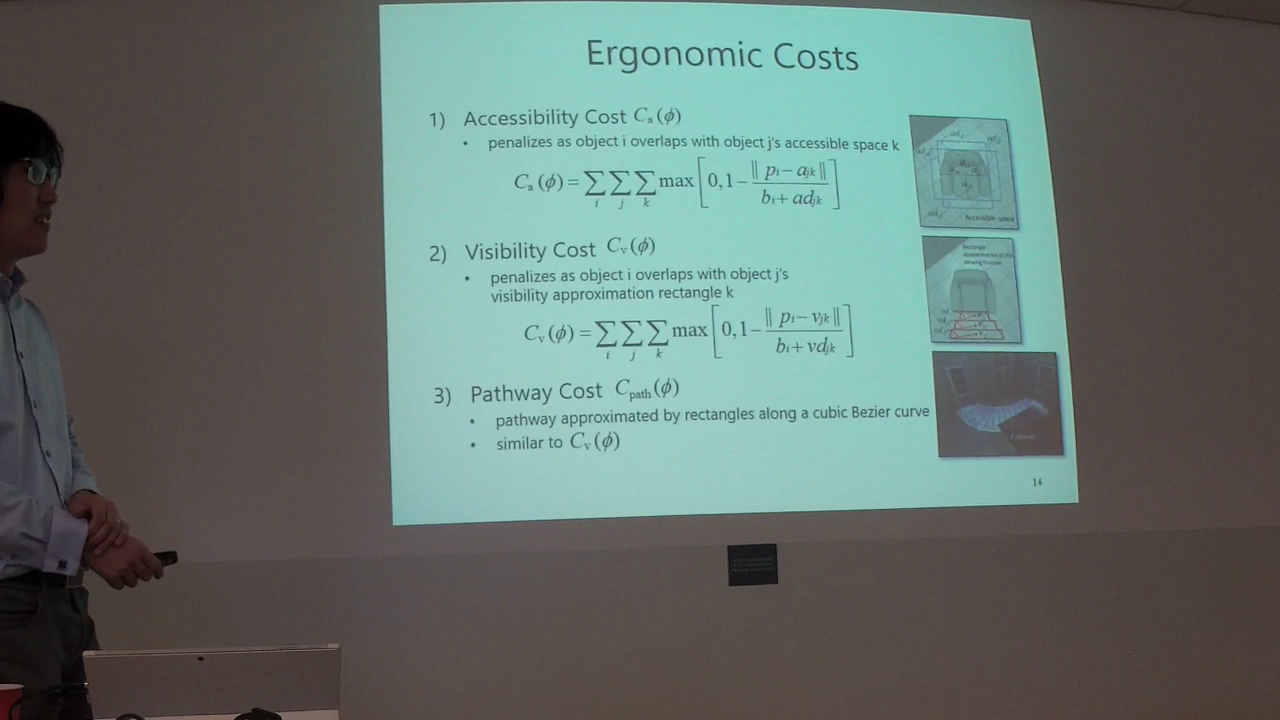 Ergonomic Costs
1) Accessibility Cost Cₐ(ϕ)
• penalizes as object i overlaps with object j's accessible space k
Cₐ(ϕ) = ∑i ∑j ∑k max [0, 1 − ‖pi − ajk‖ / (bi + adjk)]
Accessible space
2) Visibility Cost Cᵥ(ϕ)
• penalizes as object i overlaps with object j's
visibility approximation rectangle k
Cᵥ(ϕ) = ∑i ∑j ∑k max [0, 1 − ‖pi − vjk‖ / (bi + vdjk)]
3) Pathway Cost Cpath(ϕ)
• pathway approximated by rectangles along a cubic Bezier curve
• similar to Cᵥ(ϕ)
14